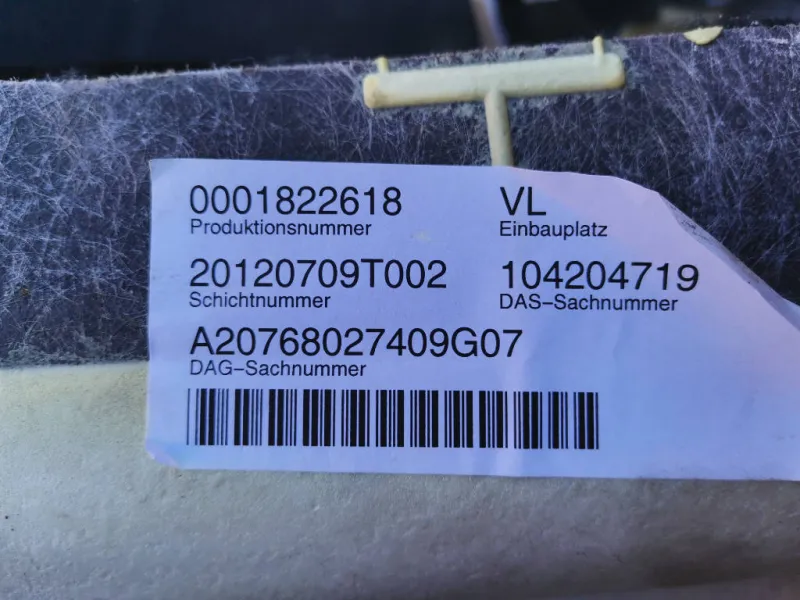 0001822618 VL
Produktionsnummer Einbauplatz
20120709T002 104204719
Schichtnummer DAS-Sachnummer
A20768027409G07
DAG-Sachnummer